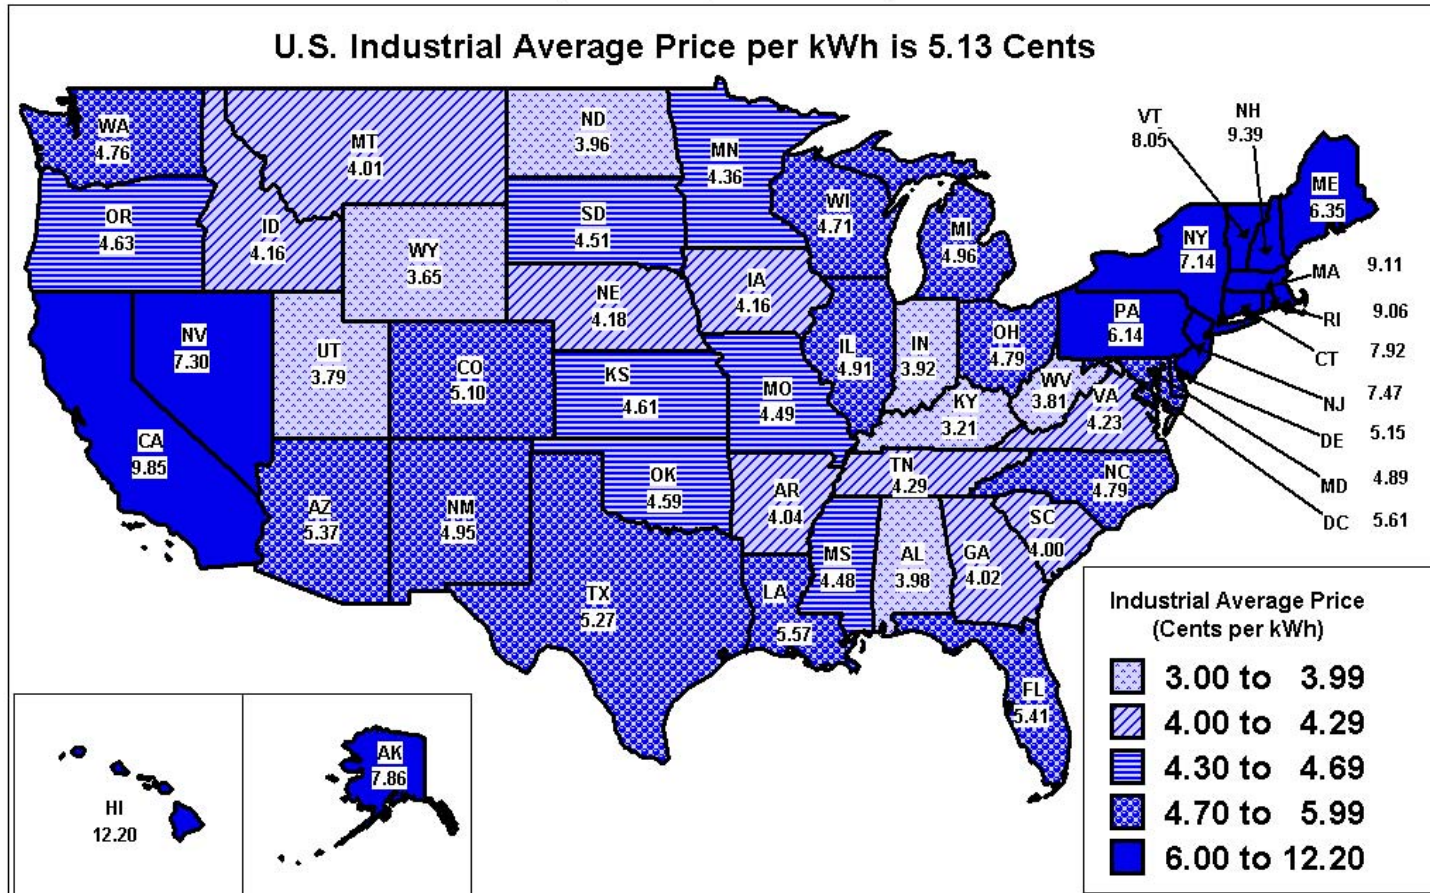 U.S. Industrial Average Price per kWh is 5.13 Cents
WA
4.76
MT
4.01
ND
3.96
MN
4.36
VT
8.05
NH
9.39
ME
6.35
OR
4.63
ID
4.16
WY
3.65
SD
4.51
WI
4.71
MI
4.96
NY
7.14
MA 9.11
RI 9.06
CT 7.92
NJ 7.47
DE 5.15
MD 4.89
DC 5.61
NV
7.30
UT
3.79
CO
5.10
NE
4.18
IA
4.16
KS
4.61
MO
4.49
IL
4.91
IN
3.92
OH
4.79
PA
6.14
WV
3.81
VA
4.23
KY
3.21
CA
9.85
AZ
5.37
NM
4.95
OK
4.59
AR
4.04
TN
4.29
NC
4.79
SC
4.00
TX
5.27
LA
5.57
MS
4.48
AL
3.98
GA
4.02
FL
5.41
HI
12.20
AK
7.86
Industrial Average Price
(Cents per kWh)
3.00 to 3.99
4.00 to 4.29
4.30 to 4.69
4.70 to 5.99
6.00 to 12.20